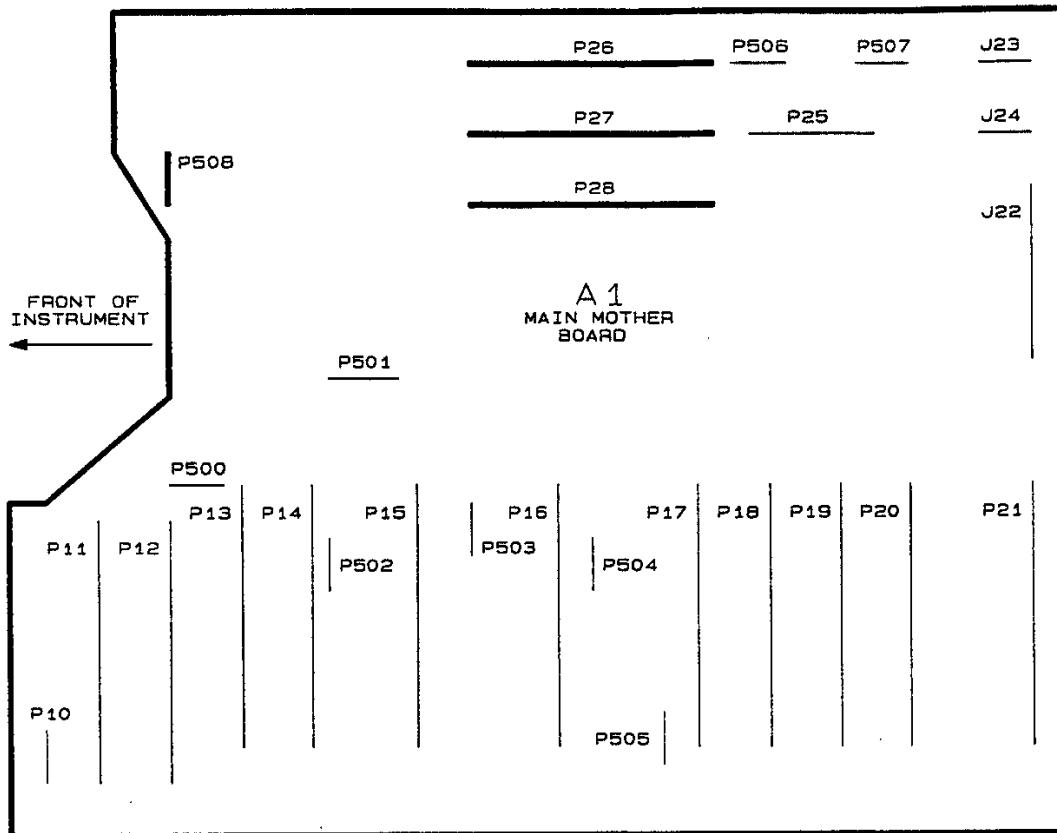 P26
P506
P507
J23
P27
P25
J24
P508
P28
J22
FRONT OF
INSTRUMENT
A1
MAIN MOTHER
BOARD
P501
P500
P13
P14
P15
P16
P17
P18
P19
P20
P21
P11
P12
P502
P503
P504
P10
P505